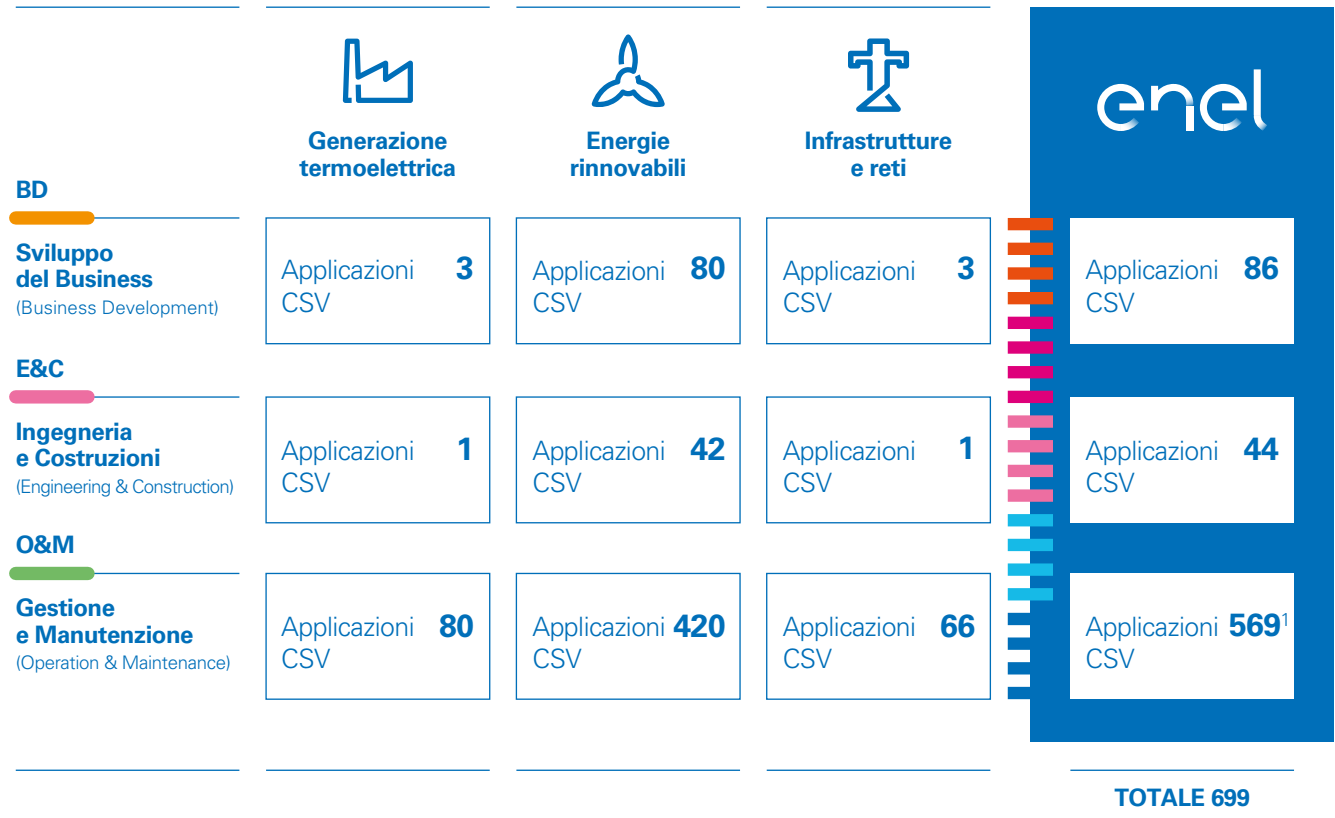 Generazione
termoelettrica
Energie
rinnovabili
Infrastrutture
e reti
enel
BD
Sviluppo
del Business
(Business Development)
Applicazioni 3
CSV
Applicazioni 80
CSV
Applicazioni 3
CSV
Applicazioni 86
CSV
E&C
Ingegneria
e Costruzioni
(Engineering & Construction)
Applicazioni 1
CSV
Applicazioni 42
CSV
Applicazioni 1
CSV
Applicazioni 44
CSV
O&M
Gestione
e Manutenzione
(Operation & Maintenance)
Applicazioni 80
CSV
Applicazioni 420
CSV
Applicazioni 66
CSV
Applicazioni 569¹
CSV
TOTALE 699